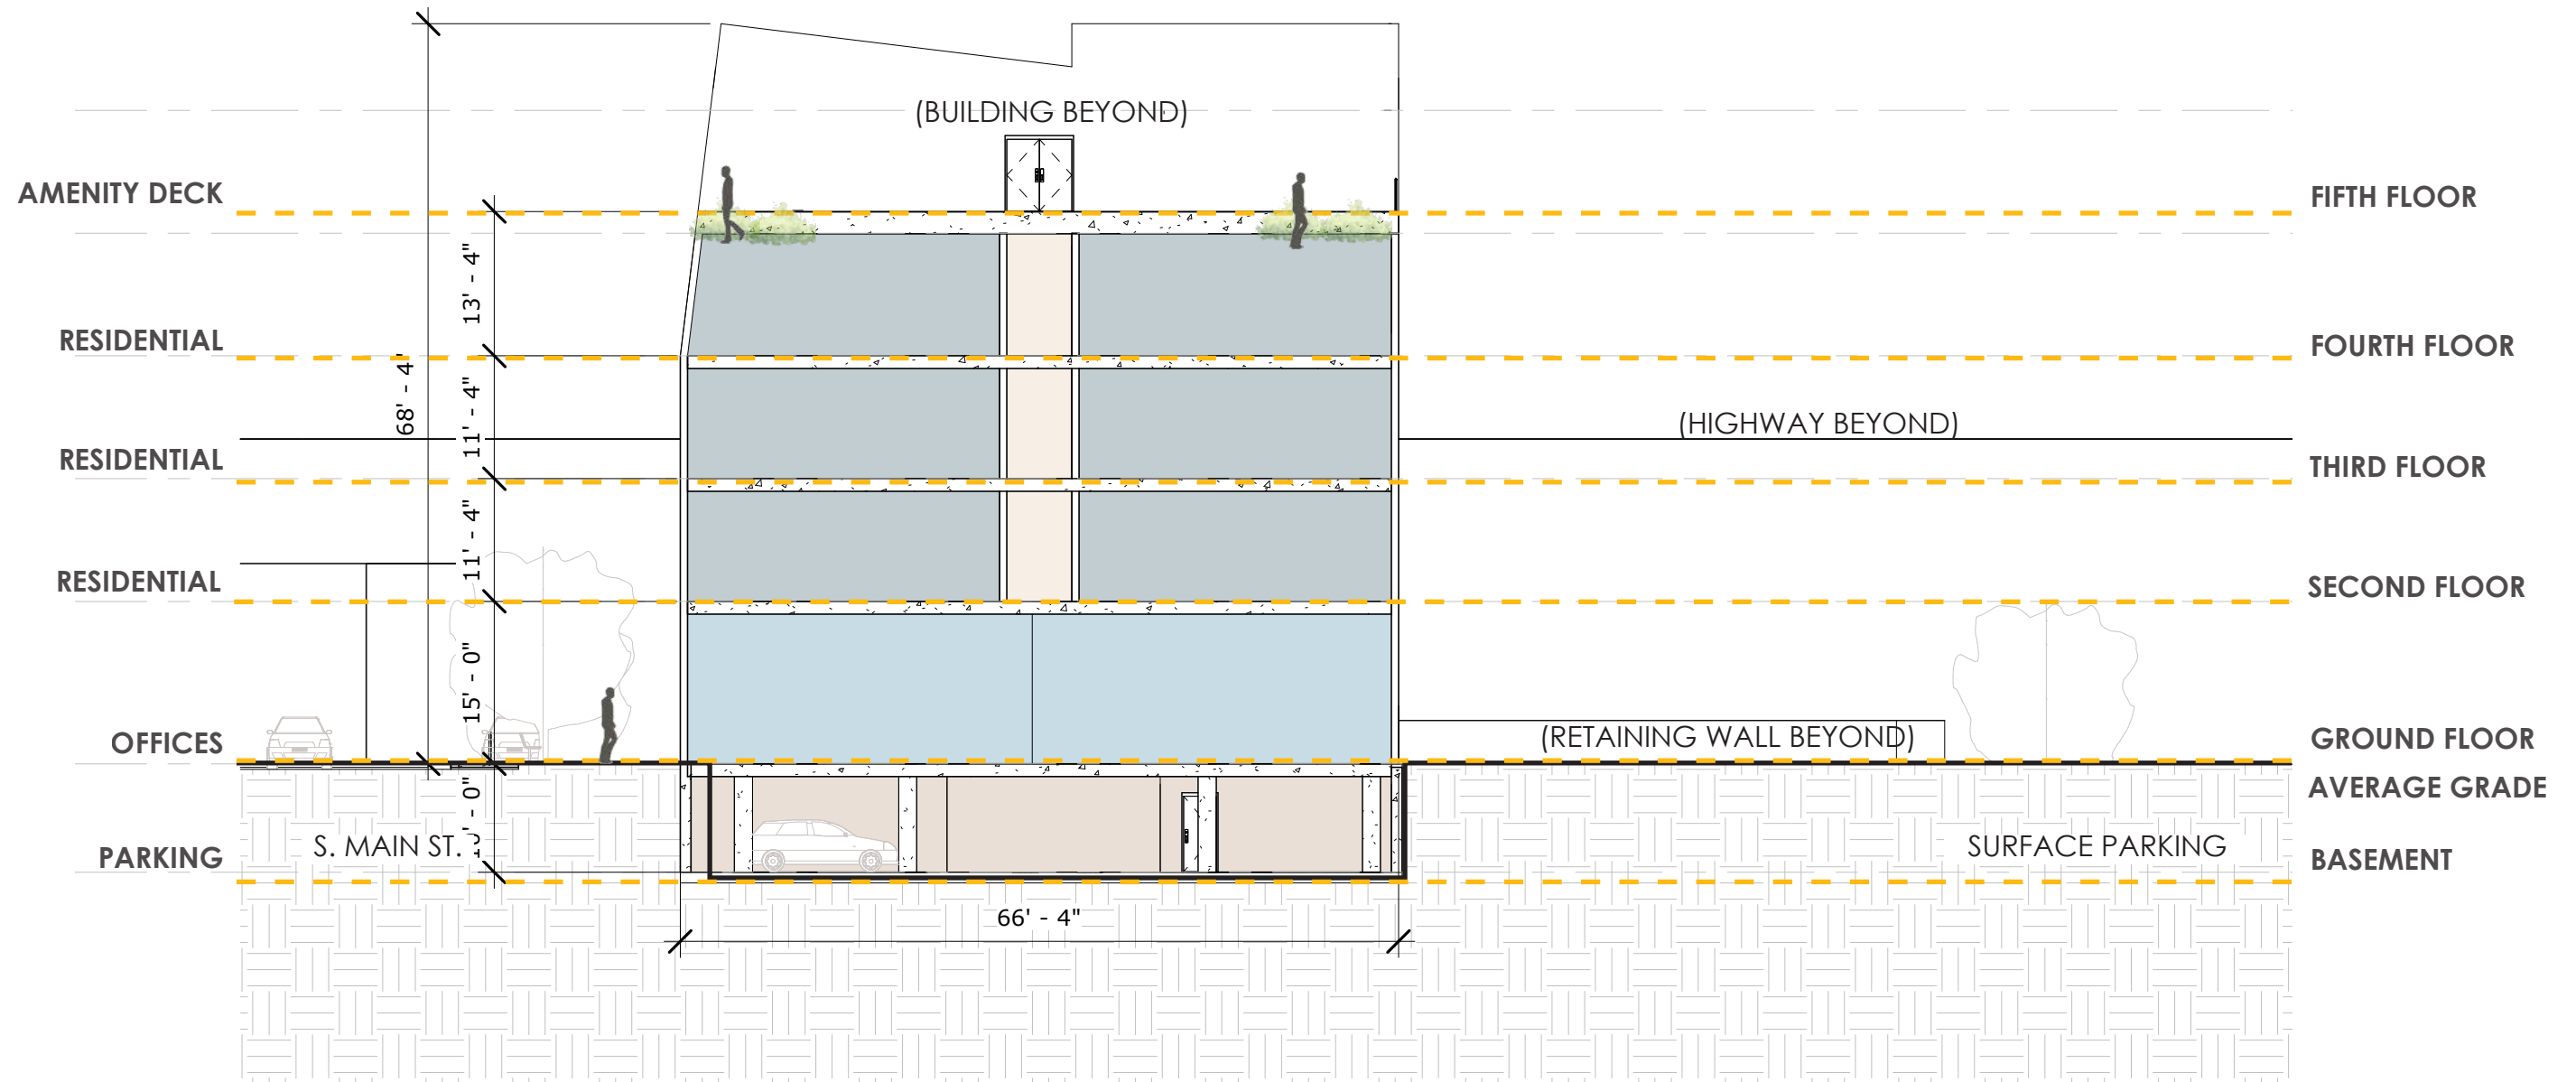 (BUILDING BEYOND)
AMENITY DECK
FIFTH FLOOR
13' - 4"
RESIDENTIAL
FOURTH FLOOR
68' - 4"
11' - 4"
(HIGHWAY BEYOND)
RESIDENTIAL
THIRD FLOOR
11' - 4"
RESIDENTIAL
SECOND FLOOR
15' - 0"
OFFICES
(RETAINING WALL BEYOND)
GROUND FLOOR
AVERAGE GRADE
S. MAIN ST.
SURFACE PARKING
PARKING
BASEMENT
66' - 4"